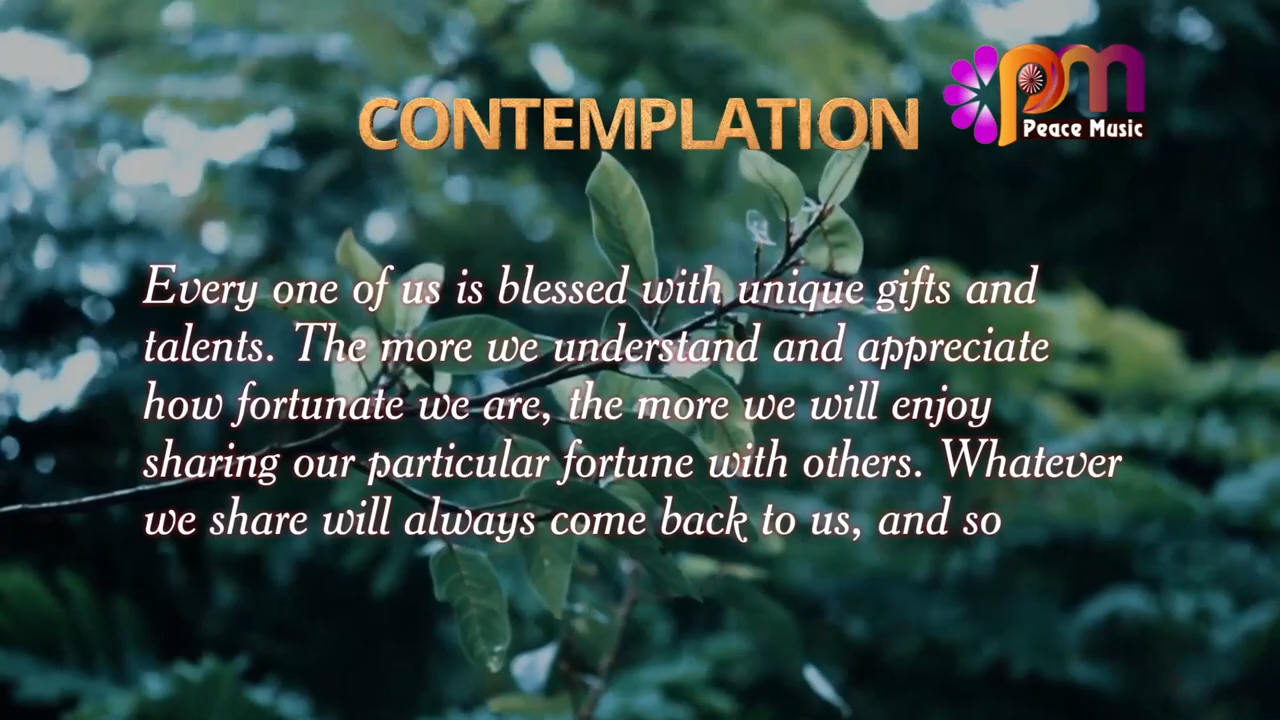 CONTEMPLATION
pm
Peace Music
Every one of us is blessed with unique gifts and
talents. The more we understand and appreciate
how fortunate we are, the more we will enjoy
sharing our particular fortune with others. Whatever
we share will always come back to us, and so